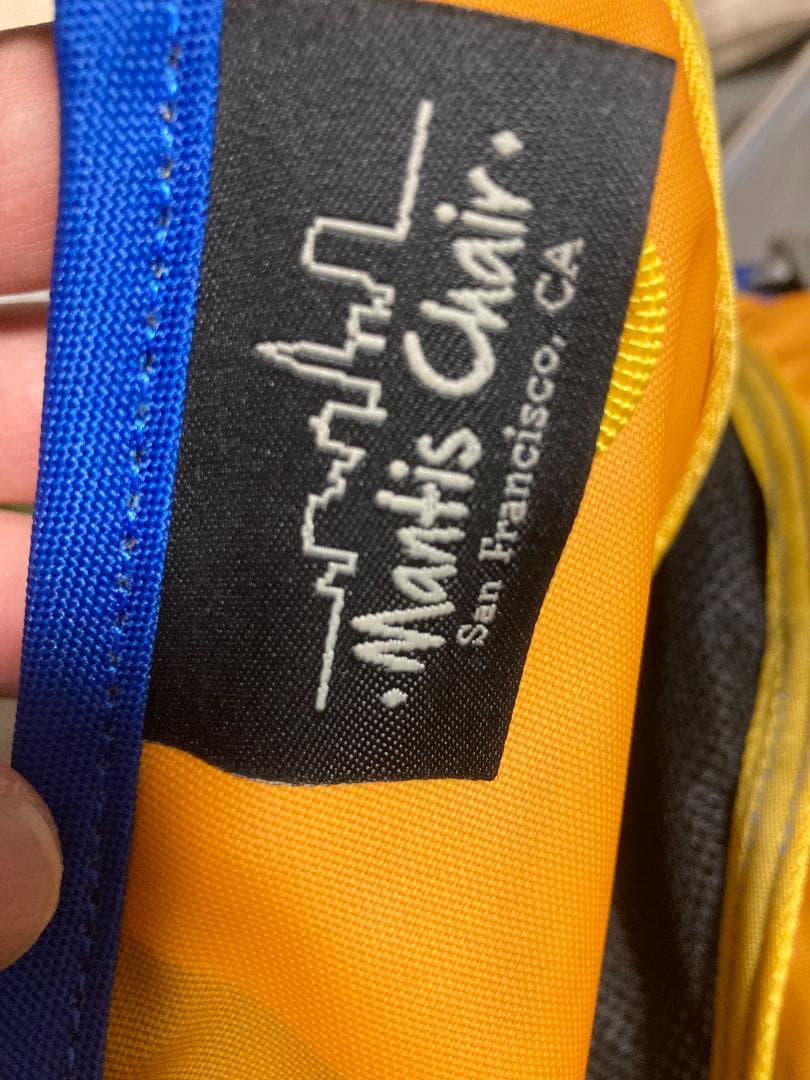 •Mantis Chair•
San Francisco, CA